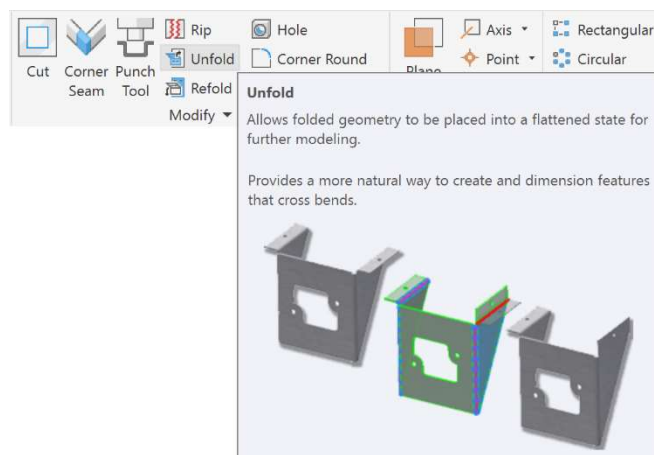 Cut
Corner Seam
Punch Tool
Rip
Unfold
Refold
Modify ▼
Hole
Corner Round
Plane
Axis
Point
Rectangular
Circular
Unfold
Allows folded geometry to be placed into a flattened state for
further modeling.
Provides a more natural way to create and dimension features
that cross bends.